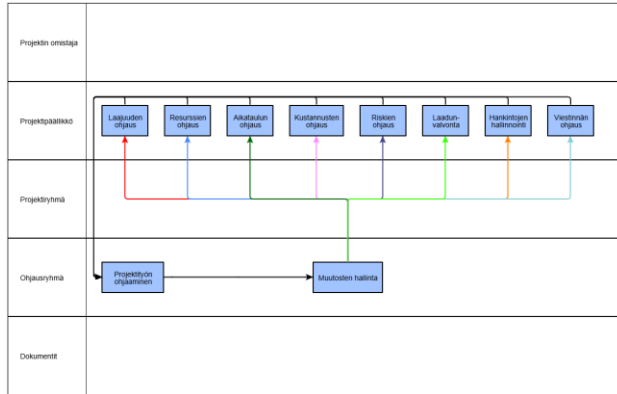 Projektin omistaja
Projektipäällikkö
Laajuuden
ohjaus
Resurssien
ohjaus
Aikataulun
ohjaus
Kustannusten
ohjaus
Riskien
ohjaus
Laadun-
valvonta
Hankintojen
hallinnointi
Viestinnän
ohjaus
Projektiryhmä
Ohjausryhmä
Projektityön
ohjaaminen
Muutosten hallinta
Dokumentit